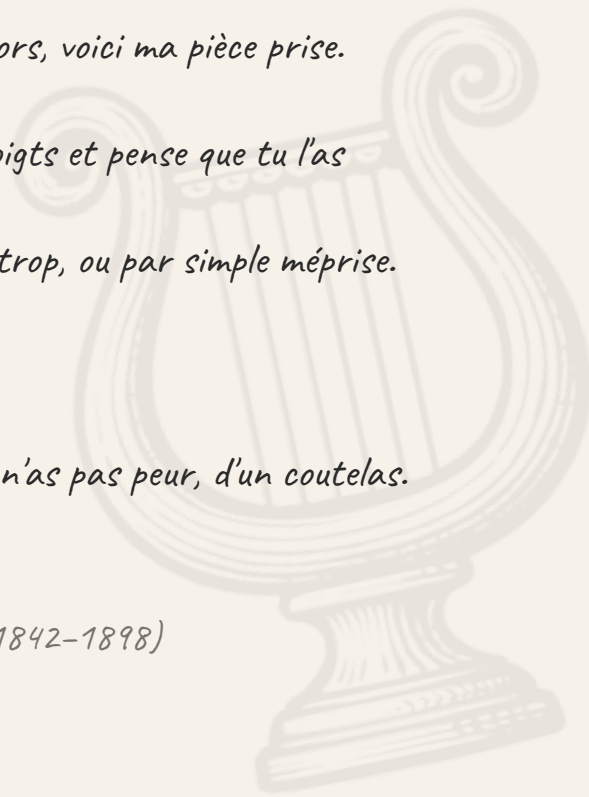 ors, voici ma pièce prise.
oigts et pense que tu l'as
trop, ou par simple méprise.
n'as pas peur, d'un coutelas.
1842–1898)